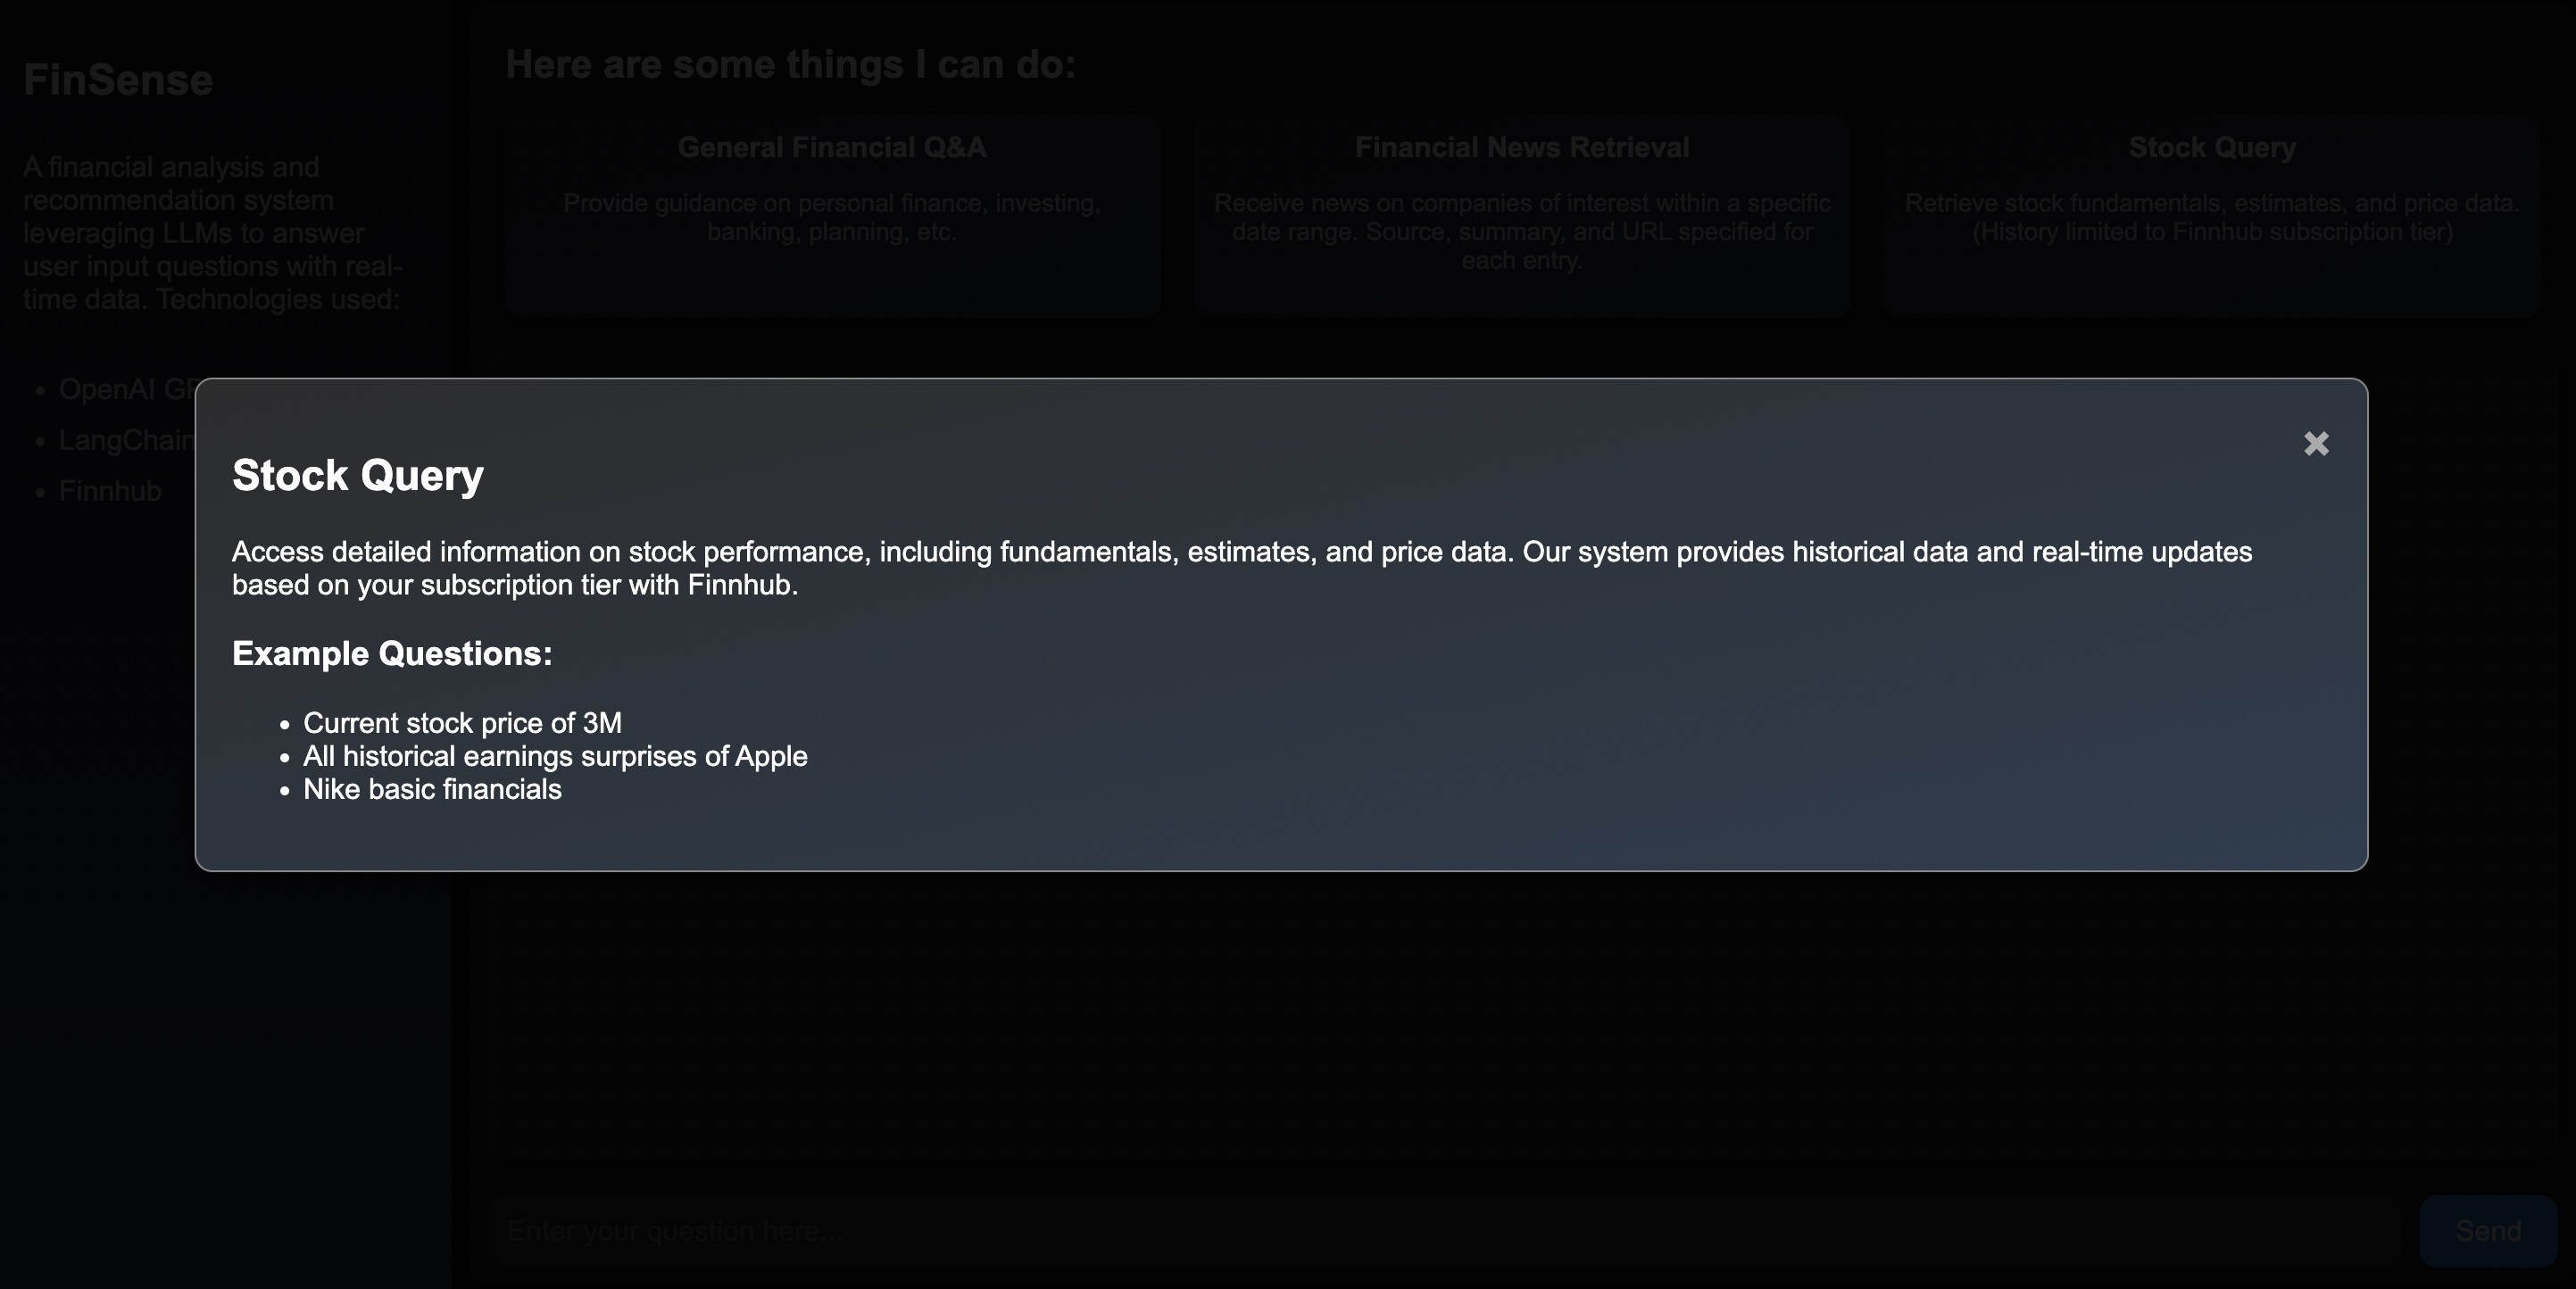 FinSense
A financial analysis and
recommendation system
leveraging LLMs to answer
user input questions with real-
time data. Technologies used:
OpenAI
LangChain
Finnhub
Here are some things I can do:
General Financial Q&A
Provide guidance on personal finance, investing,
banking, planning, etc.
Financial News Retrieval
Receive news on companies of interest within a specific
date range. Source, summary, and URL specified for
each entry.
Stock Query
Retrieve stock fundamentals, estimates, and price data.
(History limited to Finnhub subscription tier)
Stock Query
Access detailed information on stock performance, including fundamentals, estimates, and price data. Our system provides historical data and real-time updates
based on your subscription tier with Finnhub.
Example Questions:
Current stock price of 3M
All historical earnings surprises of Apple
Nike basic financials
Enter your question here...
Send